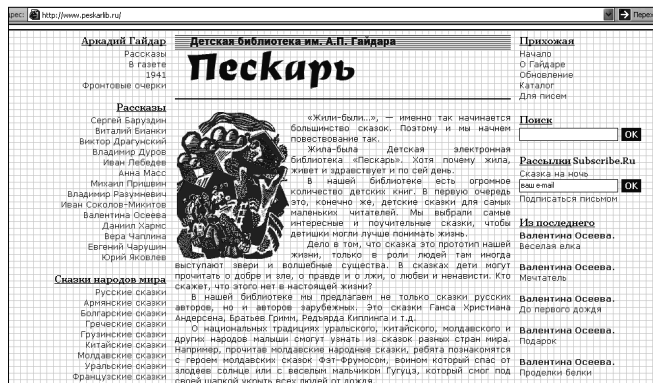 рес:
http://www.peskarlib.ru/
Перех
Аркадий Гайдар
Рассказы
В газете
1941
Фронтовые очерки
Рассказы
Сергей Баруздин
Виталий Бианки
Виктор Драгунский
Владимир Дуров
Иван Лебедев
Анна Масс
Михаил Пришвин
Владимир Разумневич
Иван Соколов-Микитов
Валентина Осеева
Даниил Хармс
Вера Чаплина
Евгений Чарушин
Юрий Яковлев
Сказки народов мира
Русские сказки
Армянские сказки
Болгарские сказки
Греческие сказки
Грузинские сказки
Китайские сказки
Молдавские сказки
Уральские сказки
Французские сказки
Детская библиотека им. А.П. Гайдара
Пескарь
«Жили-были…», — именно так начинается
большинство сказок. Поэтому и мы начнем
повествование так.
Жила-была Детская электронная
библиотека «Пескарь». Хотя почему жила,
живет и здравствует и по сей день.
В нашей библиотеке есть огромное
количество детских книг. В первую очередь
это, конечно же, детские сказки для самых
маленьких читателей. Мы выбрали самые
интересные и поучительные сказки, чтобы
детишки могли лучше понимать жизнь.
Дело в том, что сказка это прототип нашей
жизни, только в роли людей там иногда
выступают звери и волшебные существа. В сказках дети могут
прочитать о добре и зле, о правде и о лжи, о любви и ненависти. Кто
скажет, что этого нет в настоящей жизни?
В нашей библиотеке мы предлагаем не только сказки русских
авторов, но и авторов зарубежных. Это сказки Ганса Христиана
Андерсена, Братьев Гримм, Редъярда Киплинга и т.д.
О национальных традициях уральского, китайского, молдавского и
других народов малыши смогут узнать из сказок разных стран мира.
Например, прочитав молдавские народные сказки, ребята познакомятся
с героем молдавских сказок Фэт-Фрумосом, воином который спас от
злодеев солнце или с веселым мальчиком Гугуцэ, который смог под
своей шапкой укрыть всех людей от дождя.
Прихожая
Начало
О Гайдаре
Обновление
Каталог
Для писем
Поиск
OK
Рассылки Subscribe.Ru
Сказка на ночь
ваш e-mail
OK
Подписаться письмом
Из последнего
Валентина Осеева.
Веселая елка
Валентина Осеева.
Мечтатель
Валентина Осеева.
До первого дождя
Валентина Осеева.
Подарок
Валентина Осеева.
Проделки белки